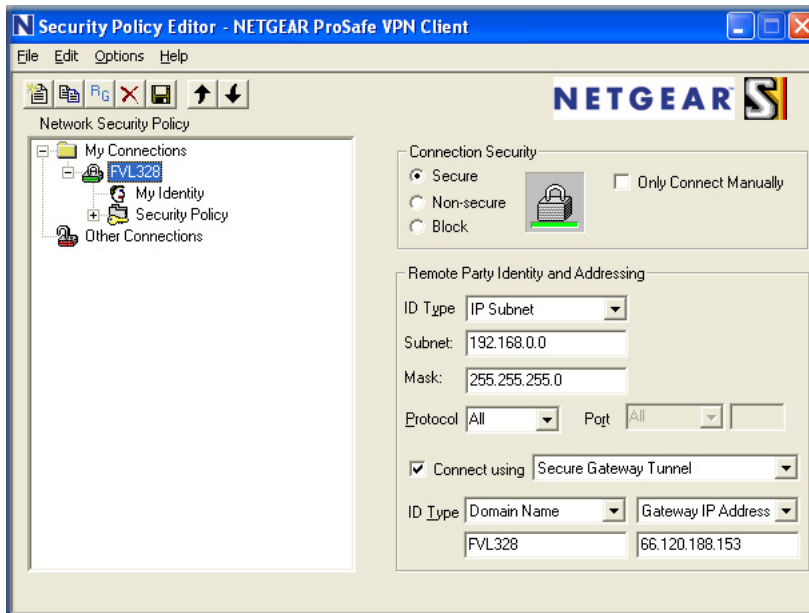 N Security Policy Editor - NETGEAR ProSafe VPN Client
File Edit Options Help
RG
NETGEAR S
Network Security Policy
My Connections
FVL328
My Identity
Security Policy
Other Connections
Connection Security
Secure
Non-secure
Block
Only Connect Manually
Remote Party Identity and Addressing
ID Type IP Subnet
Subnet: 192.168.0.0
Mask: 255.255.255.0
Protocol All Port All
Connect using Secure Gateway Tunnel
ID Type Domain Name Gateway IP Address
FVL328 66.120.188.153